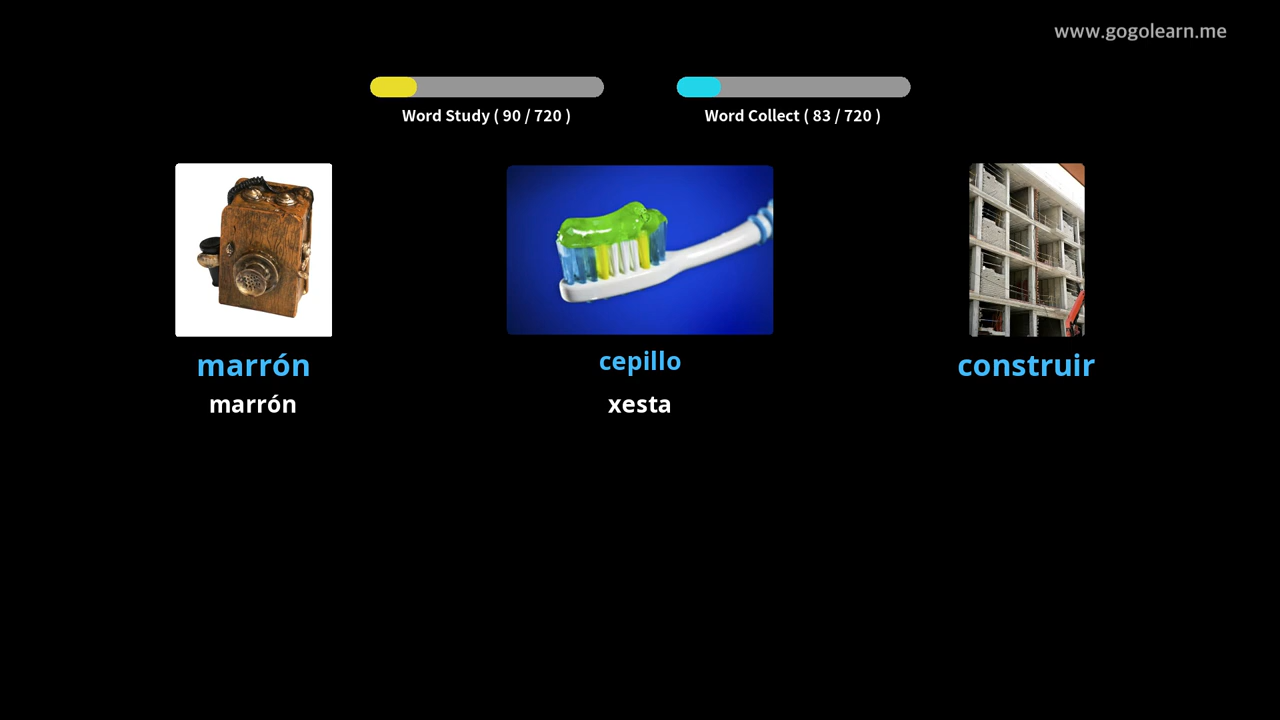 www.gogolearn.me
Word Study ( 90 / 720 )
Word Collect ( 83 / 720 )
marrón
cepillo
construir
marrón
xesta